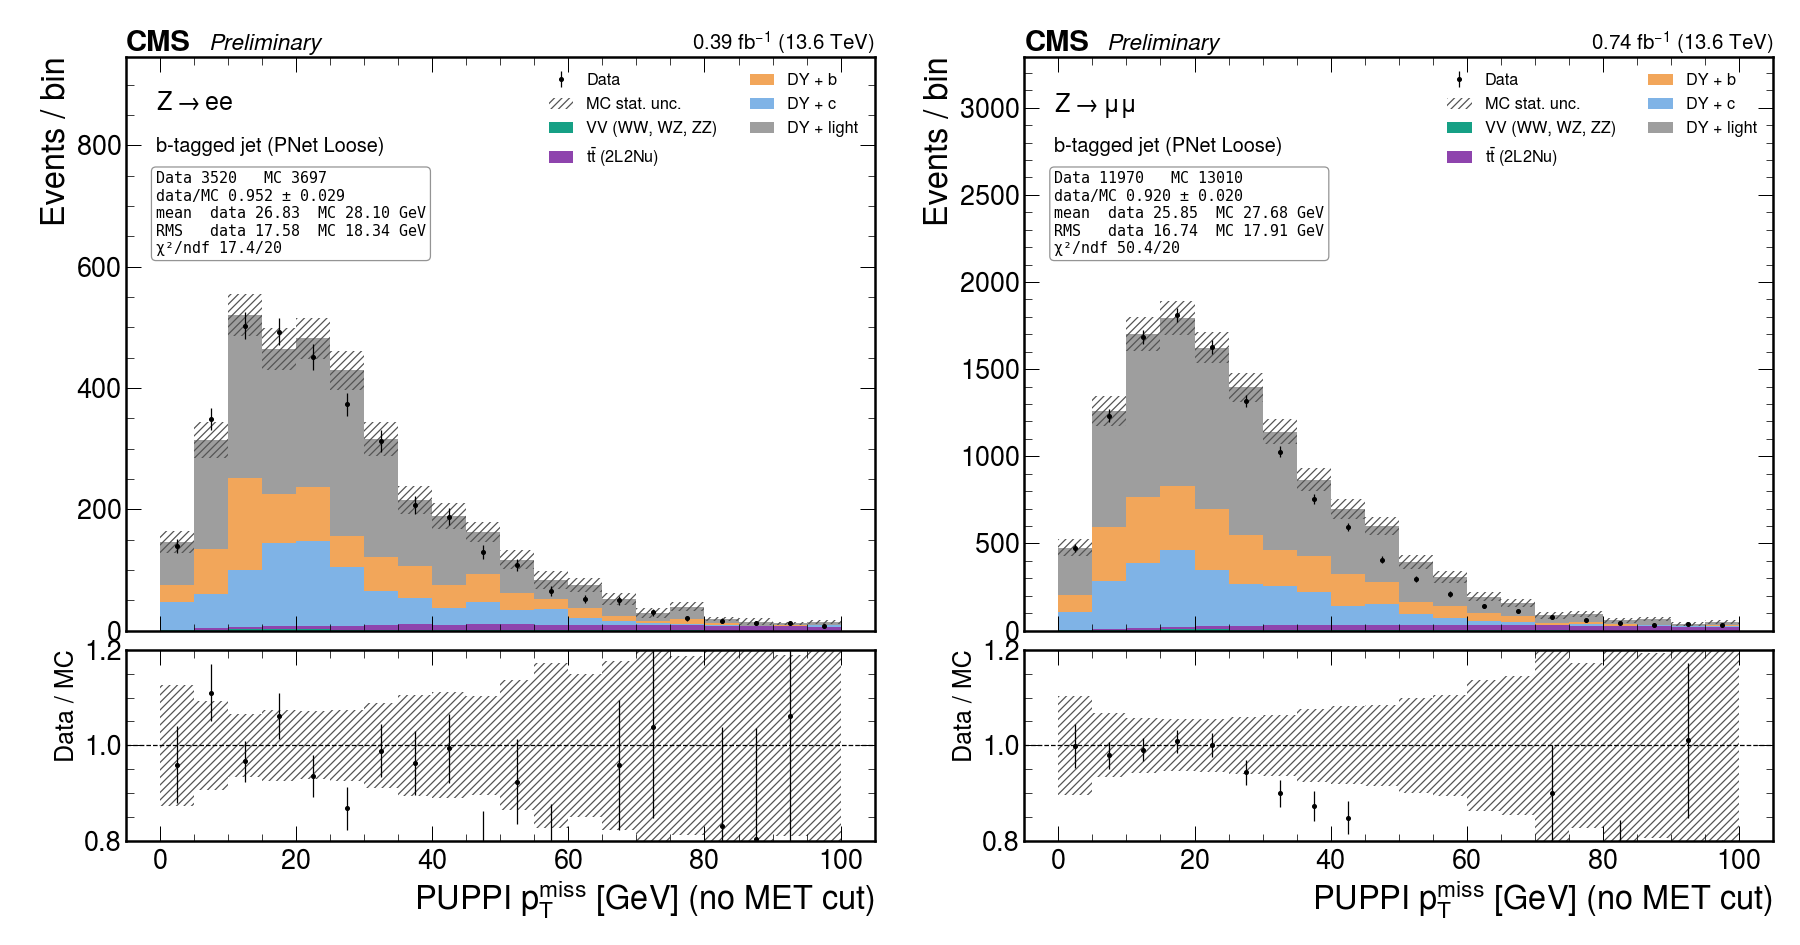 CMS Preliminary 0.39 fb⁻¹ (13.6 TeV)
Events / bin
Z → ee
b-tagged jet (PNet Loose)
Data 3520 MC 3697
data/MC 0.952 ± 0.029
mean data 26.83 MC 28.10 GeV
RMS data 17.58 MC 18.34 GeV
χ²/ndf 17.4/20
Data
MC stat. unc.
VV (WW, WZ, ZZ)
tt̄ (2L2Nu)
DY + b
DY + c
DY + light
800
600
400
200
0
Data / MC
1.2
1.0
0.8
0 20 40 60 80 100
PUPPI p_T^miss [GeV] (no MET cut)
CMS Preliminary 0.74 fb⁻¹ (13.6 TeV)
Events / bin
Z → μμ
b-tagged jet (PNet Loose)
Data 11970 MC 13010
data/MC 0.920 ± 0.020
mean data 25.85 MC 27.68 GeV
RMS data 16.74 MC 17.91 GeV
χ²/ndf 50.4/20
Data
MC stat. unc.
VV (WW, WZ, ZZ)
tt̄ (2L2Nu)
DY + b
DY + c
DY + light
3000
2500
2000
1500
1000
500
0
Data / MC
1.2
1.0
0.8
0 20 40 60 80 100
PUPPI p_T^miss [GeV] (no MET cut)